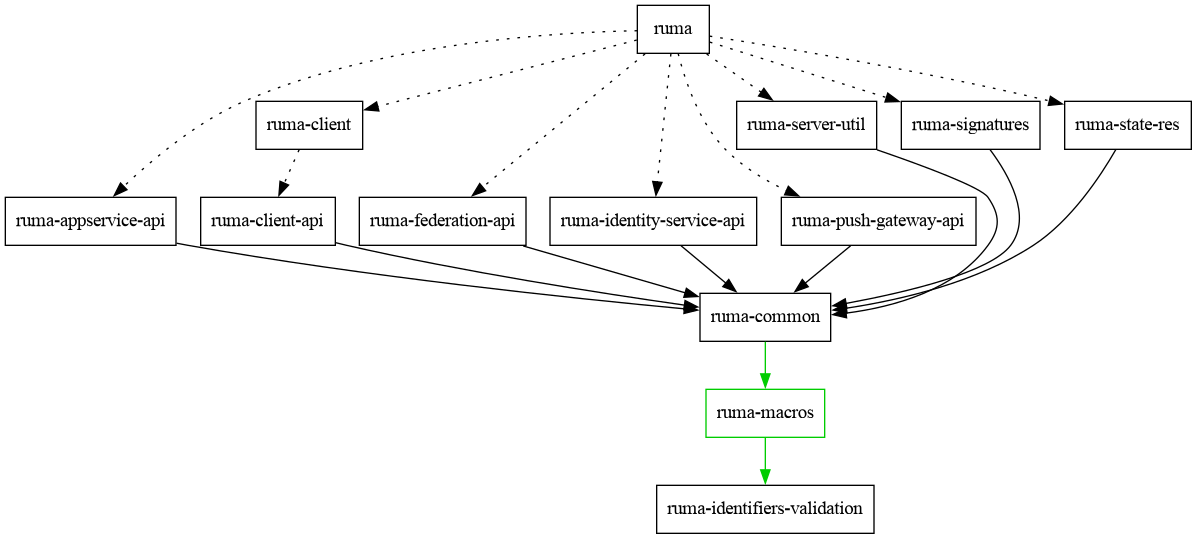 ruma
ruma-client
ruma-server-util
ruma-signatures
ruma-state-res
ruma-appservice-api
ruma-client-api
ruma-federation-api
ruma-identity-service-api
ruma-push-gateway-api
ruma-common
ruma-macros
ruma-identifiers-validation